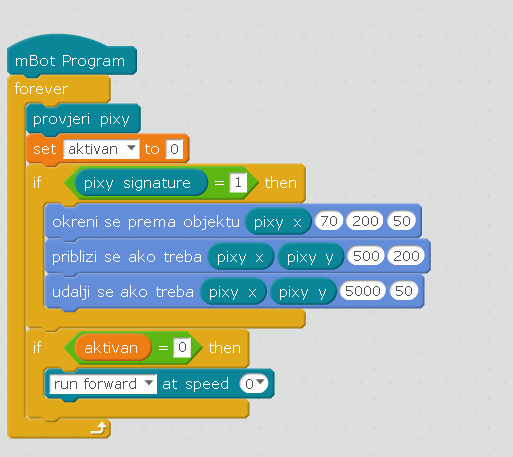 mBot Program
forever
provjeri pixy
set aktivan to 0
if pixy signature = 1 then
okreni se prema objektu pixy x 70 200 50
priblizi se ako treba pixy x pixy y 500 200
udalji se ako treba pixy x pixy y 5000 50
if aktivan = 0 then
run forward at speed 0